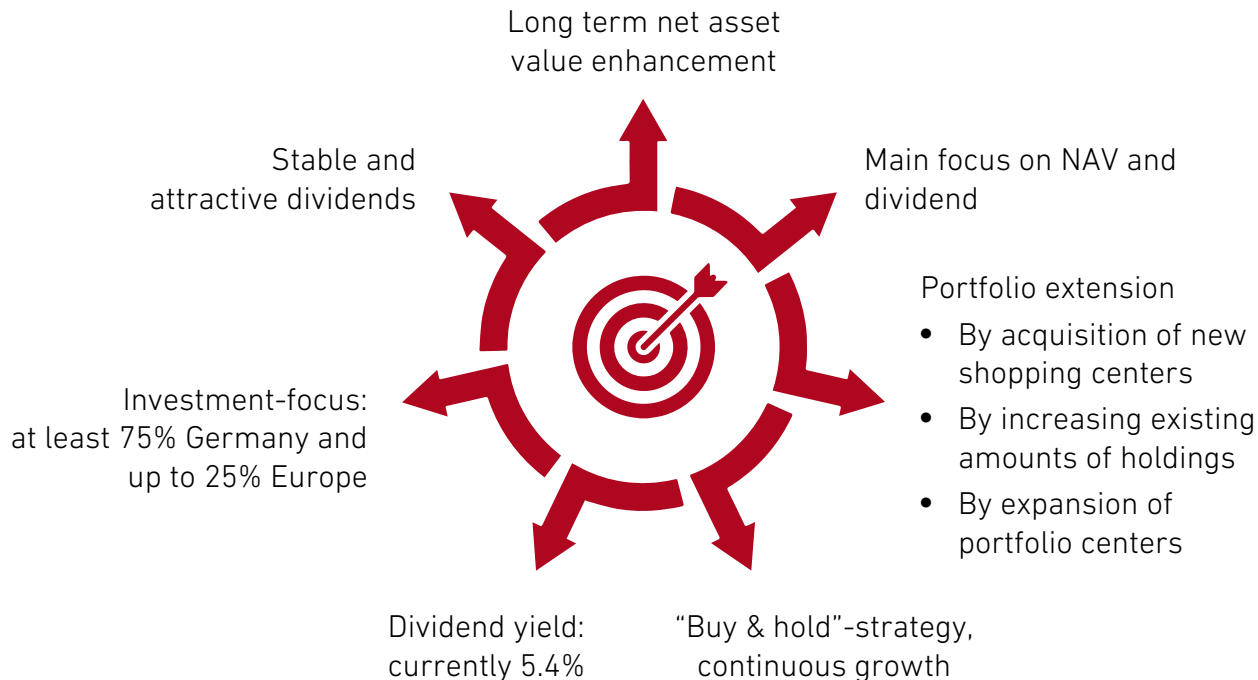 Long term net asset
value enhancement
Main focus on NAV and
dividend
Portfolio extension
• By acquisition of new
shopping centers
• By increasing existing
amounts of holdings
• By expansion of
portfolio centers
“Buy & hold”-strategy,
continuous growth
Dividend yield:
currently 5.4%
Investment-focus:
at least 75% Germany and
up to 25% Europe
Stable and
attractive dividends